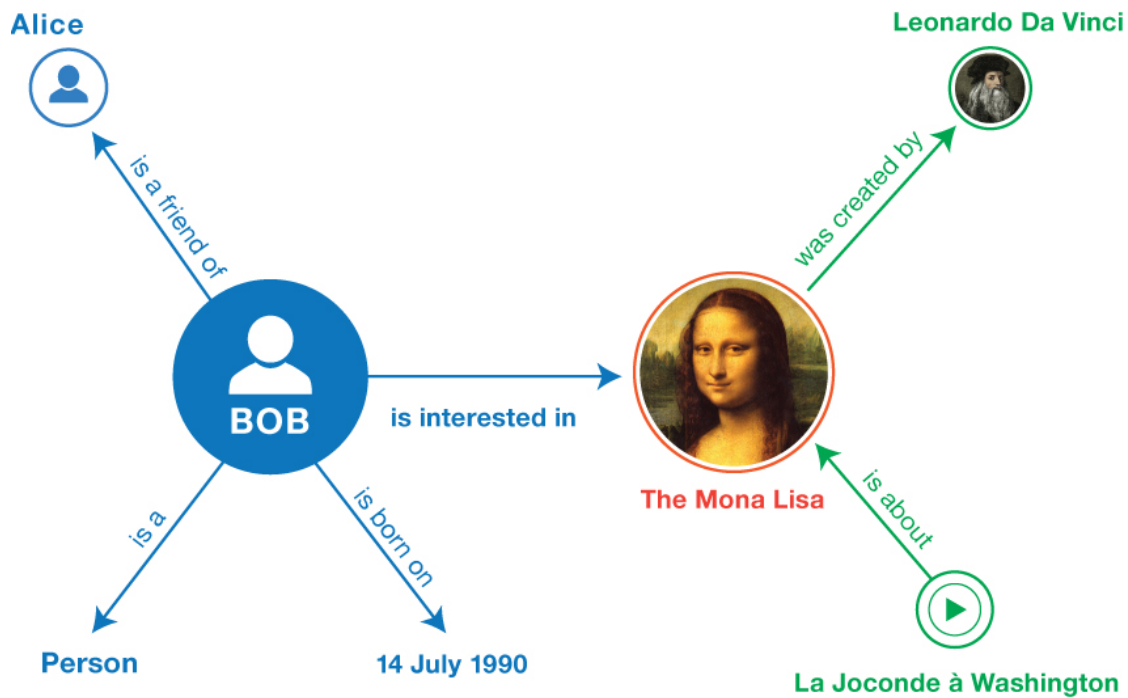 Alice
Leonardo Da Vinci
is a friend of
was created by
BOB
is interested in
The Mona Lisa
is a
is born on
is about
Person
14 July 1990
La Joconde à Washington